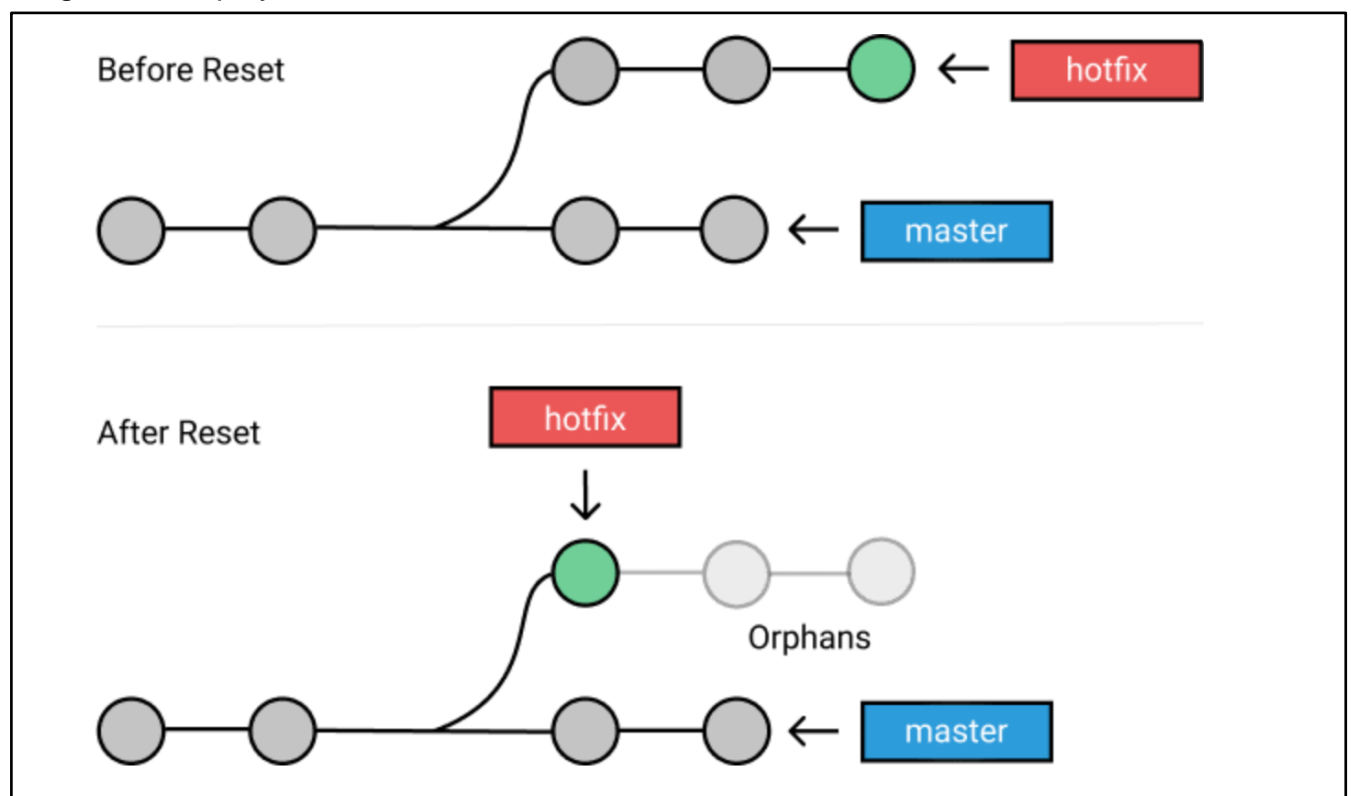 Before Reset
hotfix
master
After Reset
hotfix
Orphans
master